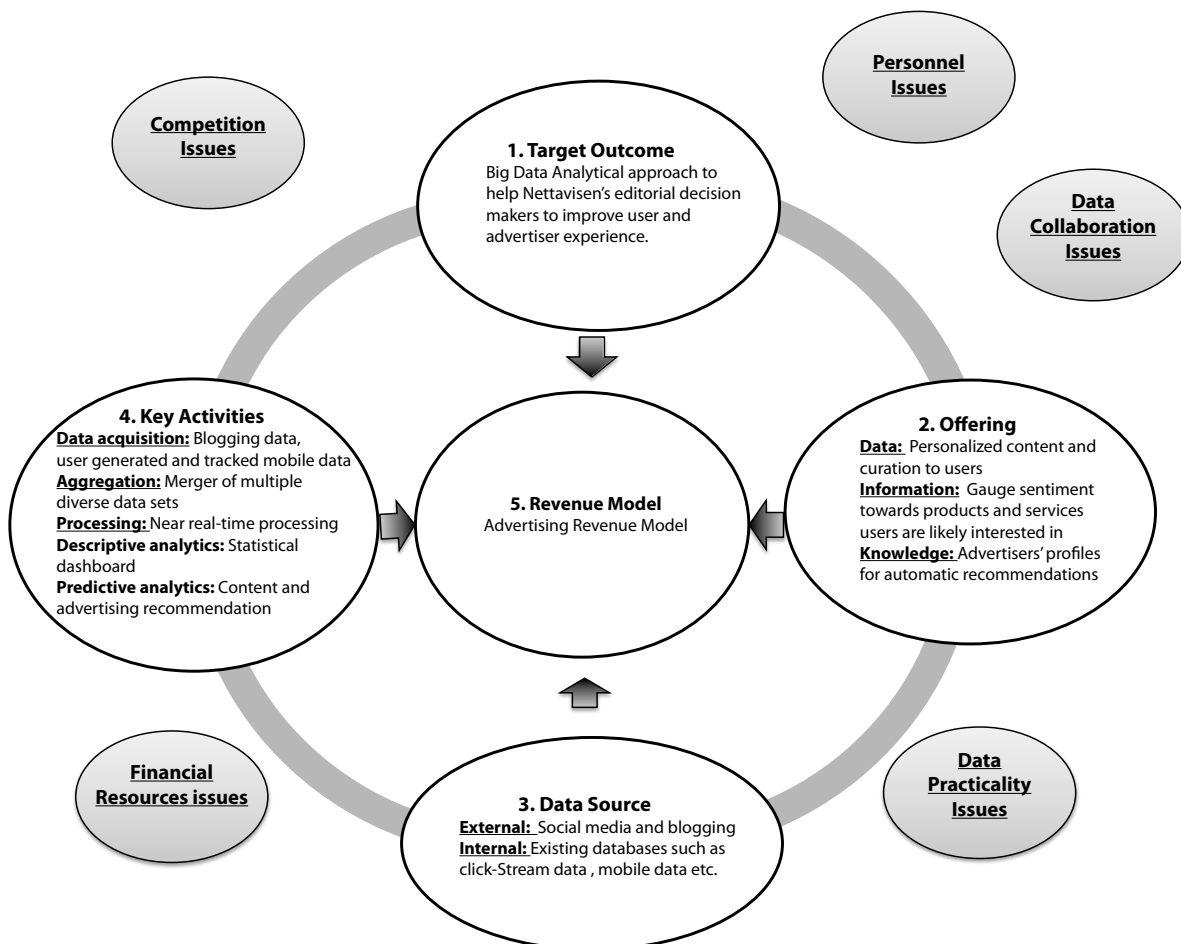 Competition
Issues
Personnel
Issues
1. Target Outcome
Big Data Analytical approach to
help Nettavisen's editorial decision
makers to improve user and
advertiser experience.
Data
Collaboration
Issues
4. Key Activities
Data acquisition: Blogging data,
user generated and tracked mobile data
Aggregation: Merger of multiple
diverse data sets
Processing: Near real-time processing
Descriptive analytics: Statistical
dashboard
Predictive analytics: Content and
advertising recommendation
5. Revenue Model
Advertising Revenue Model
2. Offering
Data: Personalized content and
curation to users
Information: Gauge sentiment
towards products and services
users are likely interested in
Knowledge: Advertisers' profiles
for automatic recommendations
Financial
Resources issues
3. Data Source
External: Social media and blogging
Internal: Existing databases such as
click-Stream data , mobile data etc.
Data
Practicality
Issues